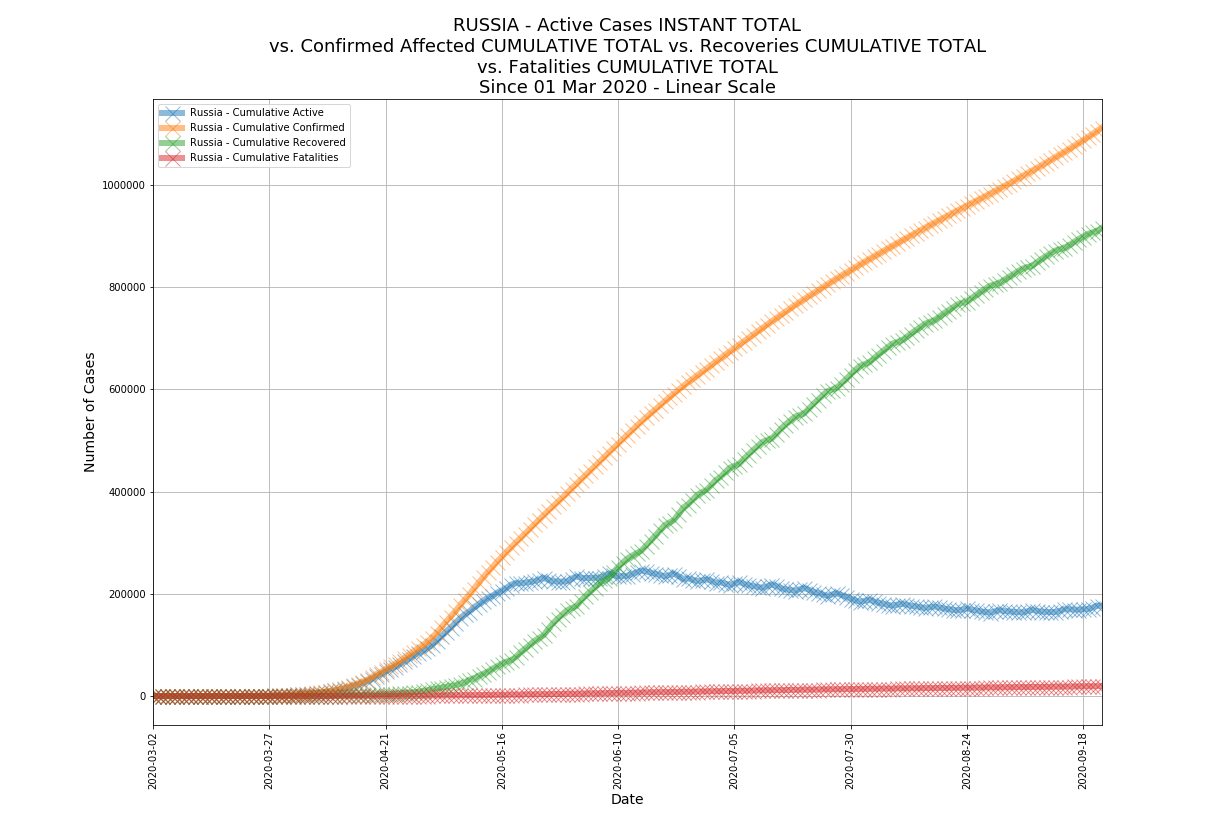 RUSSIA - Active Cases INSTANT TOTAL
vs. Confirmed Affected CUMULATIVE TOTAL vs. Recoveries CUMULATIVE TOTAL
vs. Fatalities CUMULATIVE TOTAL
Since 01 Mar 2020 - Linear Scale
Russia - Cumulative Active
Russia - Cumulative Confirmed
Russia - Cumulative Recovered
Russia - Cumulative Fatalities
Number of Cases
1000000
800000
600000
400000
200000
0
2020-03-02
2020-03-27
2020-04-21
2020-05-16
2020-06-10
2020-07-05
2020-07-30
2020-08-24
2020-09-18
Date